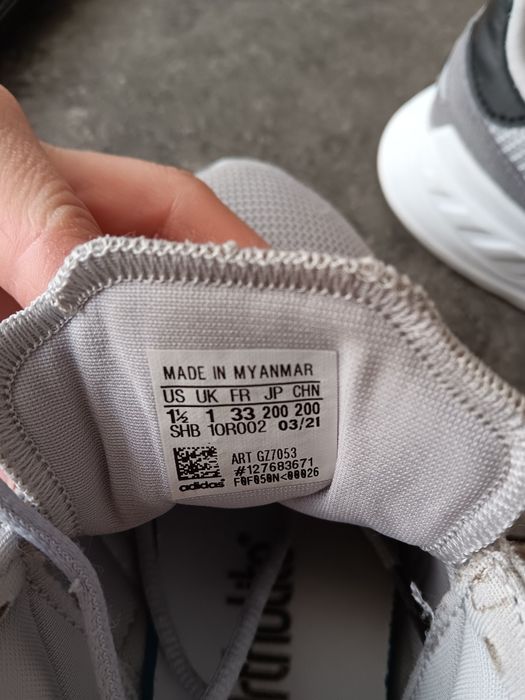 MADE IN MYANMAR
US UK FR JP CHN
1½ 1 33 200 200
SHB 10R002 03/21
ART GZ7053
#127683671
F0F050N<00026
adidas